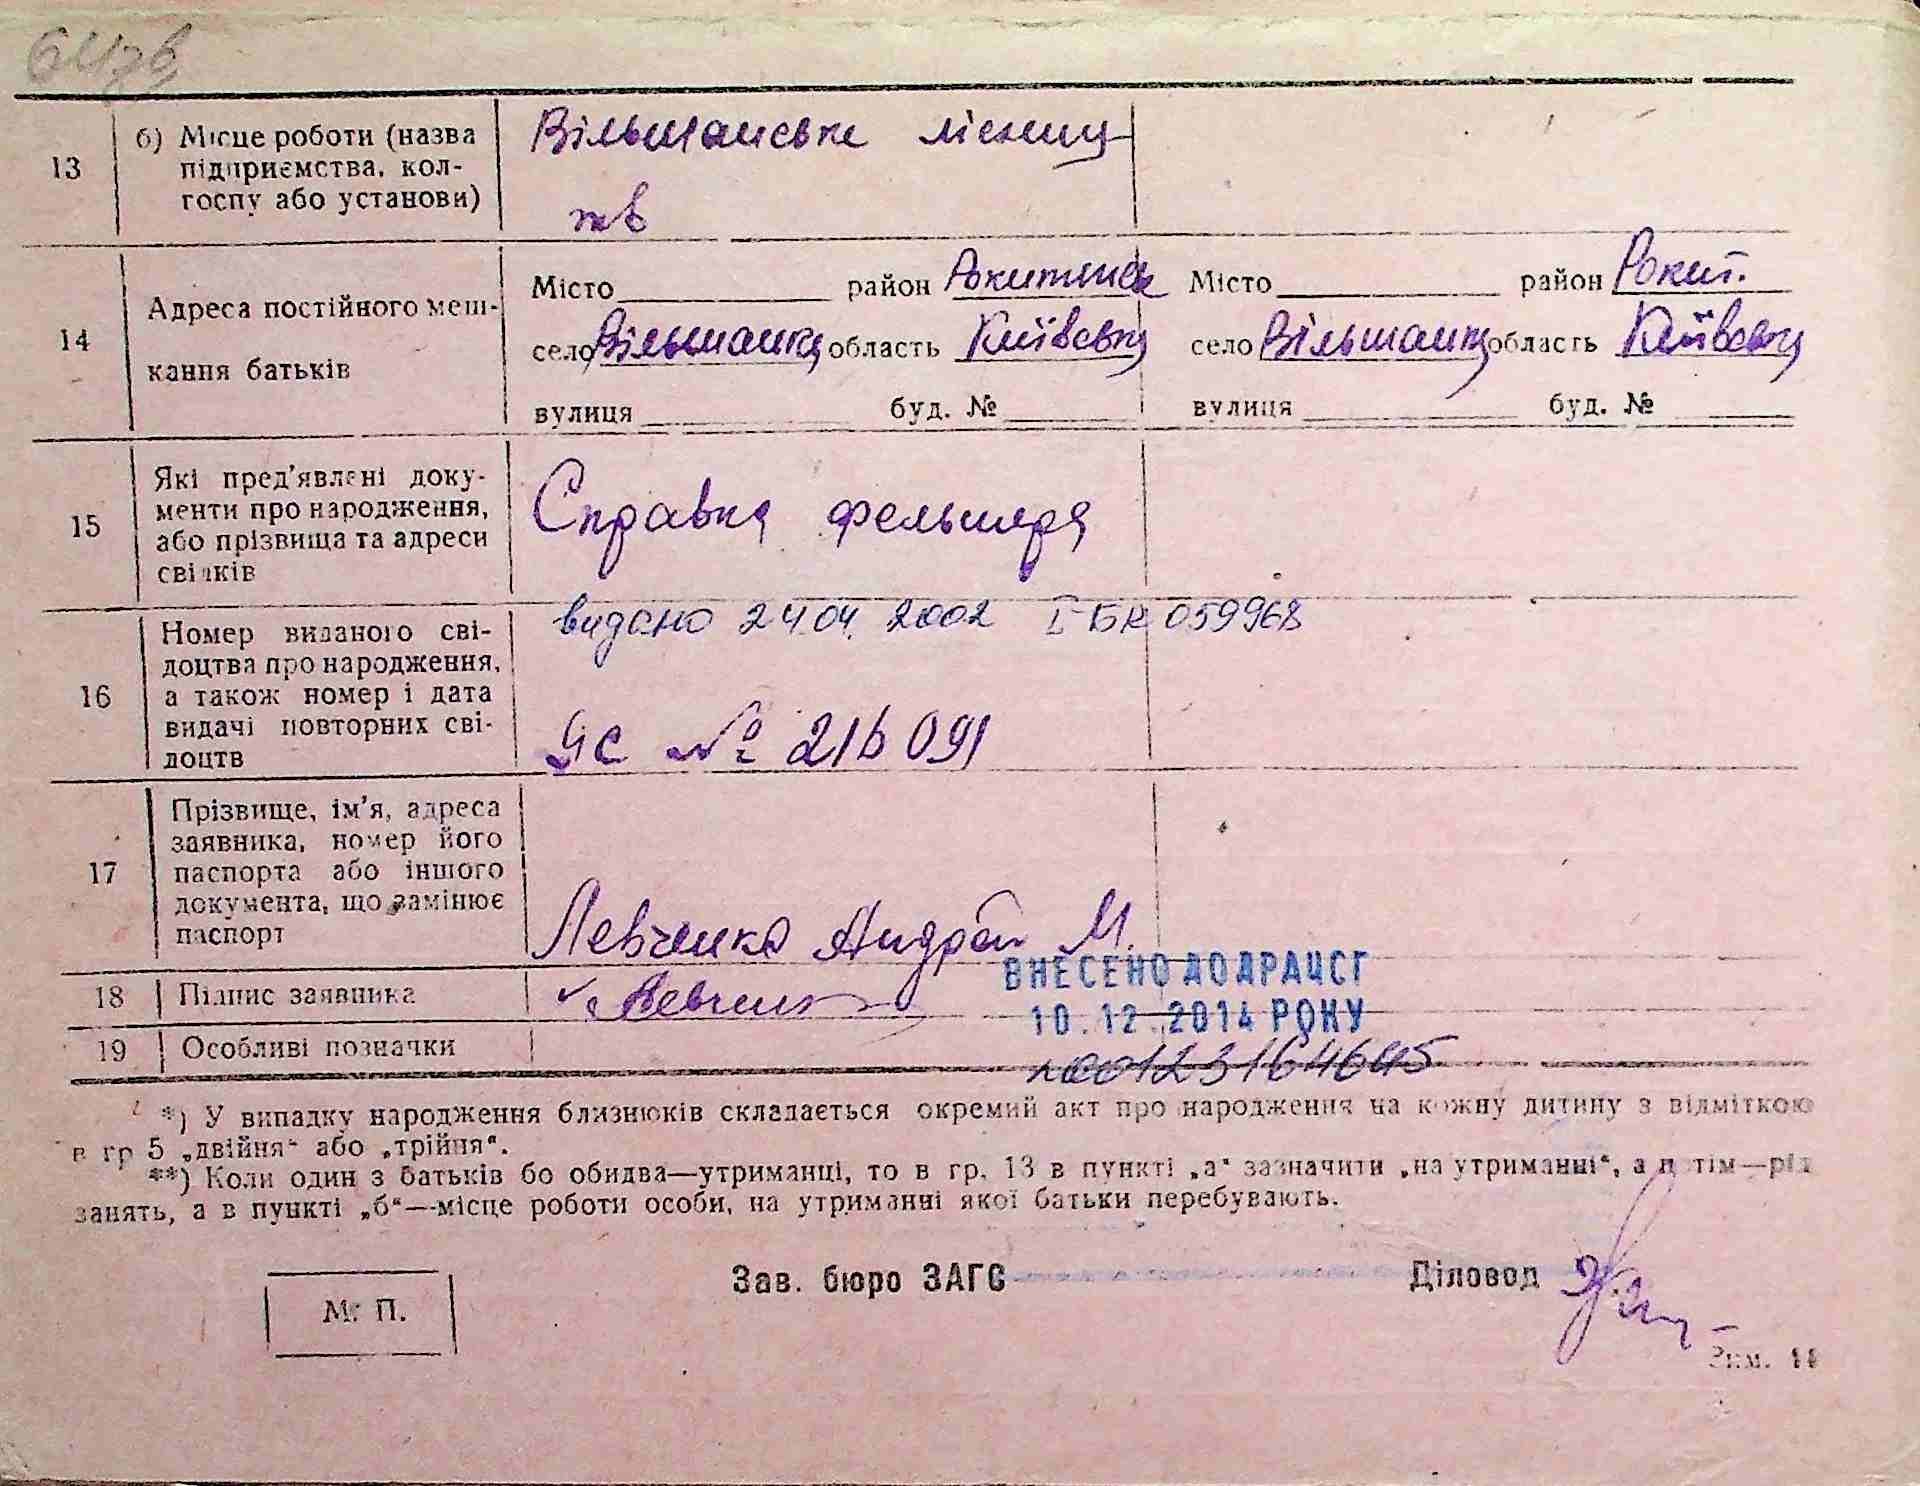 13
б) Місце роботи (назва
підприємства, кол-
госпу або установи)
Вільшанське лісниц
тв
14
Адреса постійного меш-
кання батьків
Місто район Рокитнян Місто район Рокит.
село Вільшанка область Київська село Вільшанка область Київська
вулиця буд. № вулиця буд. №
15
Які пред'явлені доку-
менти про народження,
або прізвища та адреси
свідків
Справка фельшера
16
Номер виданого сві-
доцтва про народження,
а також номер і дата
видачі повторних сві-
доцтв
видано 24 04 2002 І-БК 059968
ЯС № 216091
17
Прізвище, ім'я, адреса
заявника, номер його
паспорта або іншого
документа, що замінює
паспорт
Левченко Андрій М.
18 Підпис заявника
Левченко
ВНЕСЕНО ДО ДРАЦСГ
10.12.2014 РОКУ
19 Особливі позначки
00123164645
*) У випадку народження близнюків складається окремий акт про народження на кожну дитину з відміткою
в гр 5 „двійня“ або „трійня“.
**) Коли один з батьків бо обидва—утриманці, то в гр. 13 в пункті „а“ зазначити „на утриманні“, а потім—рід
занять, а в пункті „б“—місце роботи особи, на утриманні якої батьки перебувають.
М. П.
Зав. бюро ЗАГС
Діловод